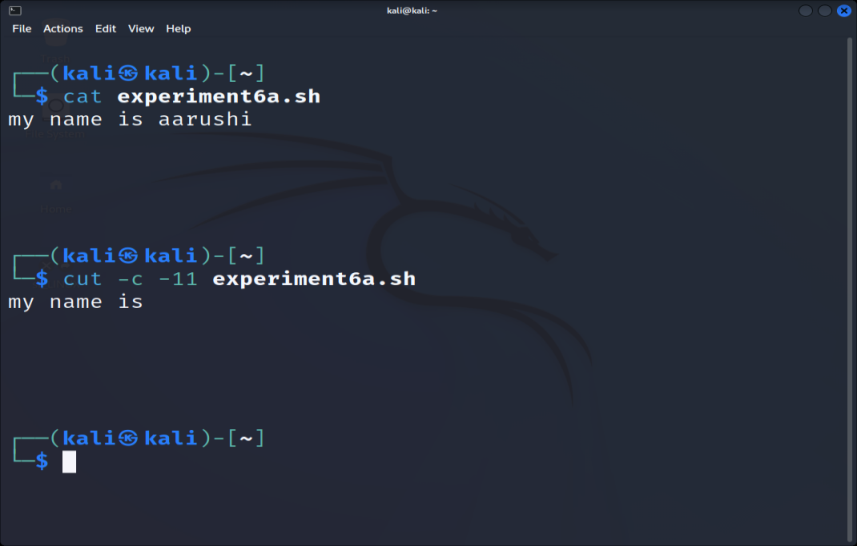 kali@kali: ~
File Actions Edit View Help
┌──(kali㉿kali)-[~]
└─$ cat experiment6a.sh
my name is aarushi
┌──(kali㉿kali)-[~]
└─$ cut -c -11 experiment6a.sh
my name is
┌──(kali㉿kali)-[~]
└─$